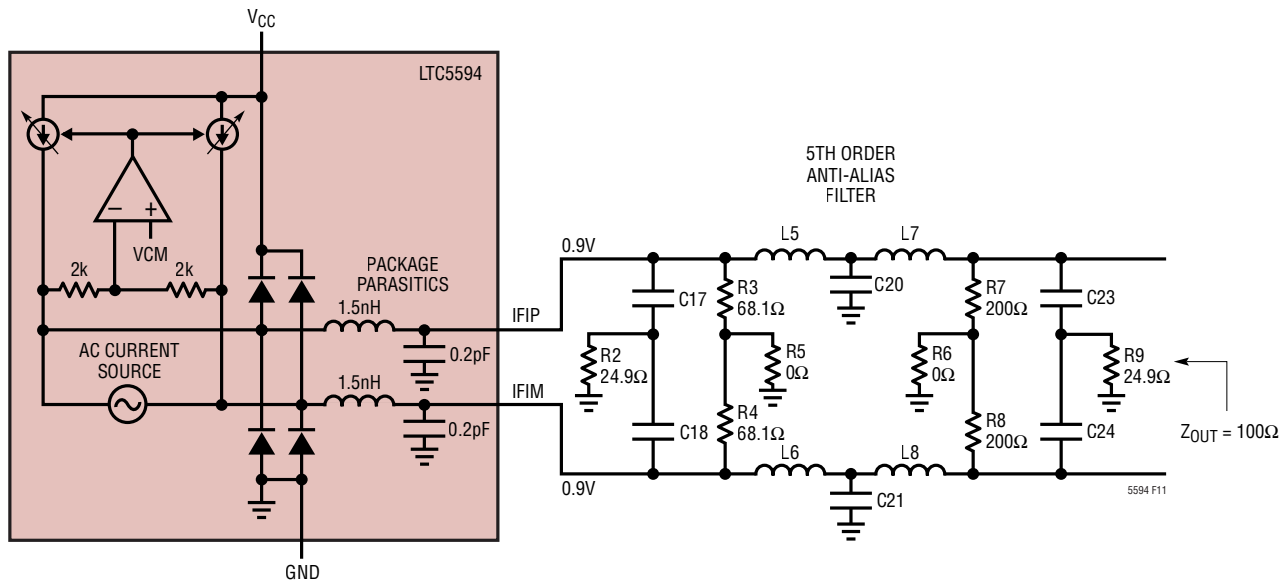 VCC
LTC5594
− +
VCM
2k
2k
PACKAGE
PARASITICS
1.5nH
0.2pF
AC CURRENT
SOURCE
1.5nH
0.2pF
GND
IFIP
IFIM
0.9V
0.9V
5TH ORDER
ANTI-ALIAS
FILTER
L5
L7
C17
R3
68.1Ω
C20
R7
200Ω
C23
R2
24.9Ω
R5
0Ω
R6
0Ω
R9
24.9Ω
C18
R4
68.1Ω
R8
200Ω
C24
ZOUT = 100Ω
L6
L8
C21
5594 F11